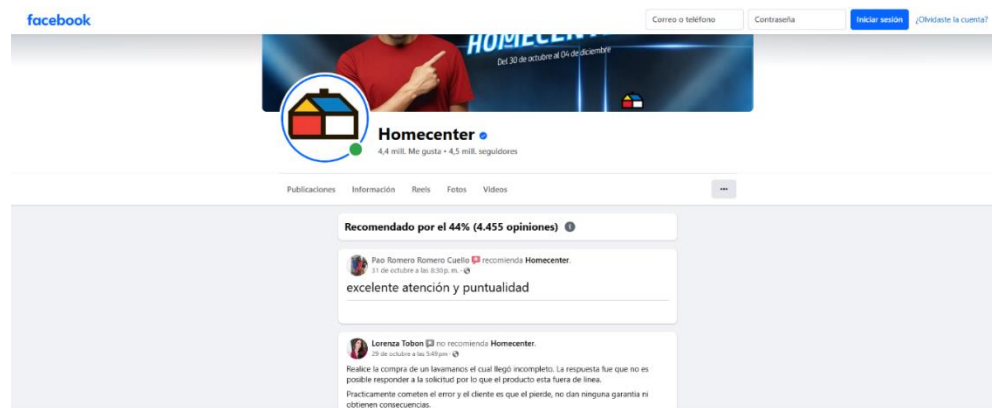 facebook
Correo o teléfono
Contraseña
Iniciar sesión
¿Olvidaste la cuenta?
Del 30 de octubre al 04 de diciembre
Homecenter
4,4 mill. Me gusta • 4,5 mill. seguidores
Publicaciones Información Reels Fotos Videos
Recomendado por el 44% (4.455 opiniones)
Pao Romero Romero Cuello recomienda Homecenter.
31 de octubre a las 8:30 p. m. ·
excelente atención y puntualidad
Lorenza Tobon no recomienda Homecenter.
29 de octubre a las 5:49 pm ·
Realice la compra de un lavamanos el cual llegó incompleto. La respuesta fue que no es
posible responder a la solicitud por lo que el producto esta fuera de linea.
Practicamente cometen el error y el cliente es que el pierde, no dan ninguna garantia ni
obtienen consecuencias.